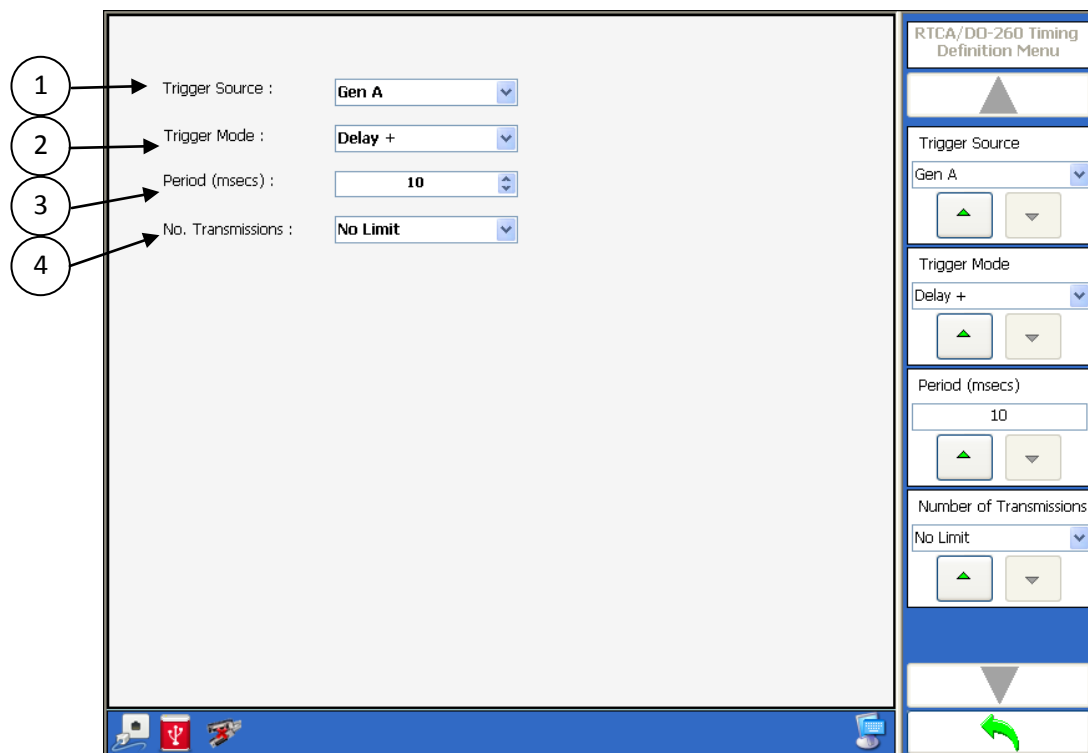 1
Trigger Source :
Gen A
2
Trigger Mode :
Delay +
3
Period (msecs) :
10
4
No. Transmissions :
No Limit
RTCA/DO-260 Timing
Definition Menu
Trigger Source
Gen A
Trigger Mode
Delay +
Period (msecs)
10
Number of Transmissions
No Limit